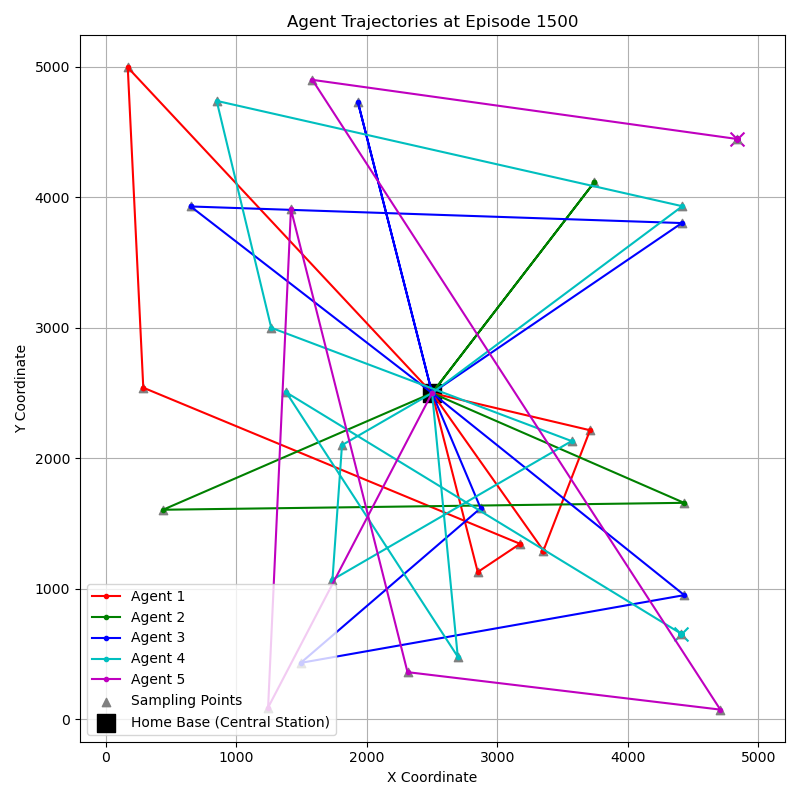 Agent Trajectories at Episode 1500
Y Coordinate
5000
4000
3000
2000
1000
0
Agent 1
Agent 2
Agent 3
Agent 4
Agent 5
Sampling Points
Home Base (Central Station)
0 1000 2000 3000 4000 5000
X Coordinate